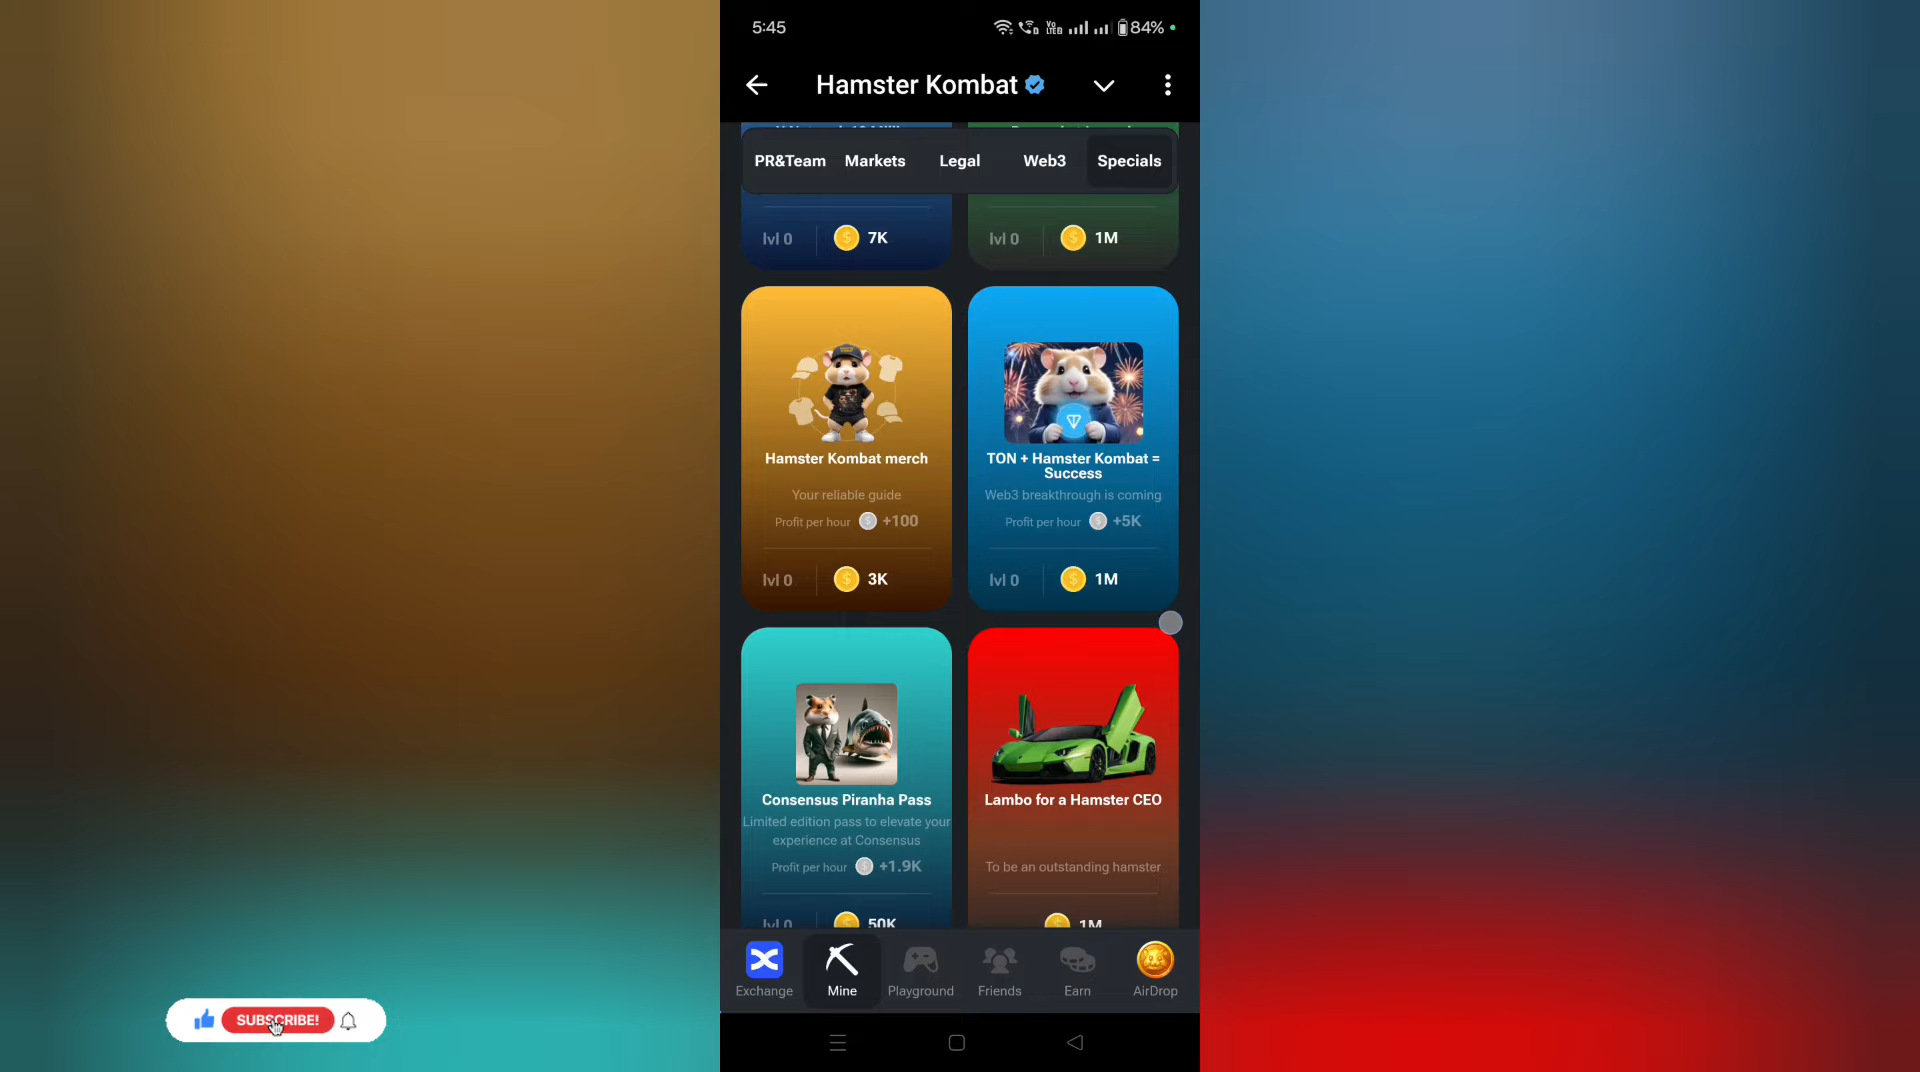 5:45
Vo
LTE2
84%
Hamster Kombat
PR&Team
Markets
Legal
Web3
Specials
lvl 0
7K
lvl 0
1M
Hamster Kombat merch
Your reliable guide
Profit per hour
+100
lvl 0
3K
TON + Hamster Kombat =
Success
Web3 breakthrough is coming
Profit per hour
+5K
lvl 0
1M
Consensus Piranha Pass
Limited edition pass to elevate your
experience at Consensus
Profit per hour
+1.9K
lvl 0
50K
Lambo for a Hamster CEO
To be an outstanding hamster
1M
Exchange
Mine
Playground
Friends
Earn
AirDrop
SUBSCRIBE!